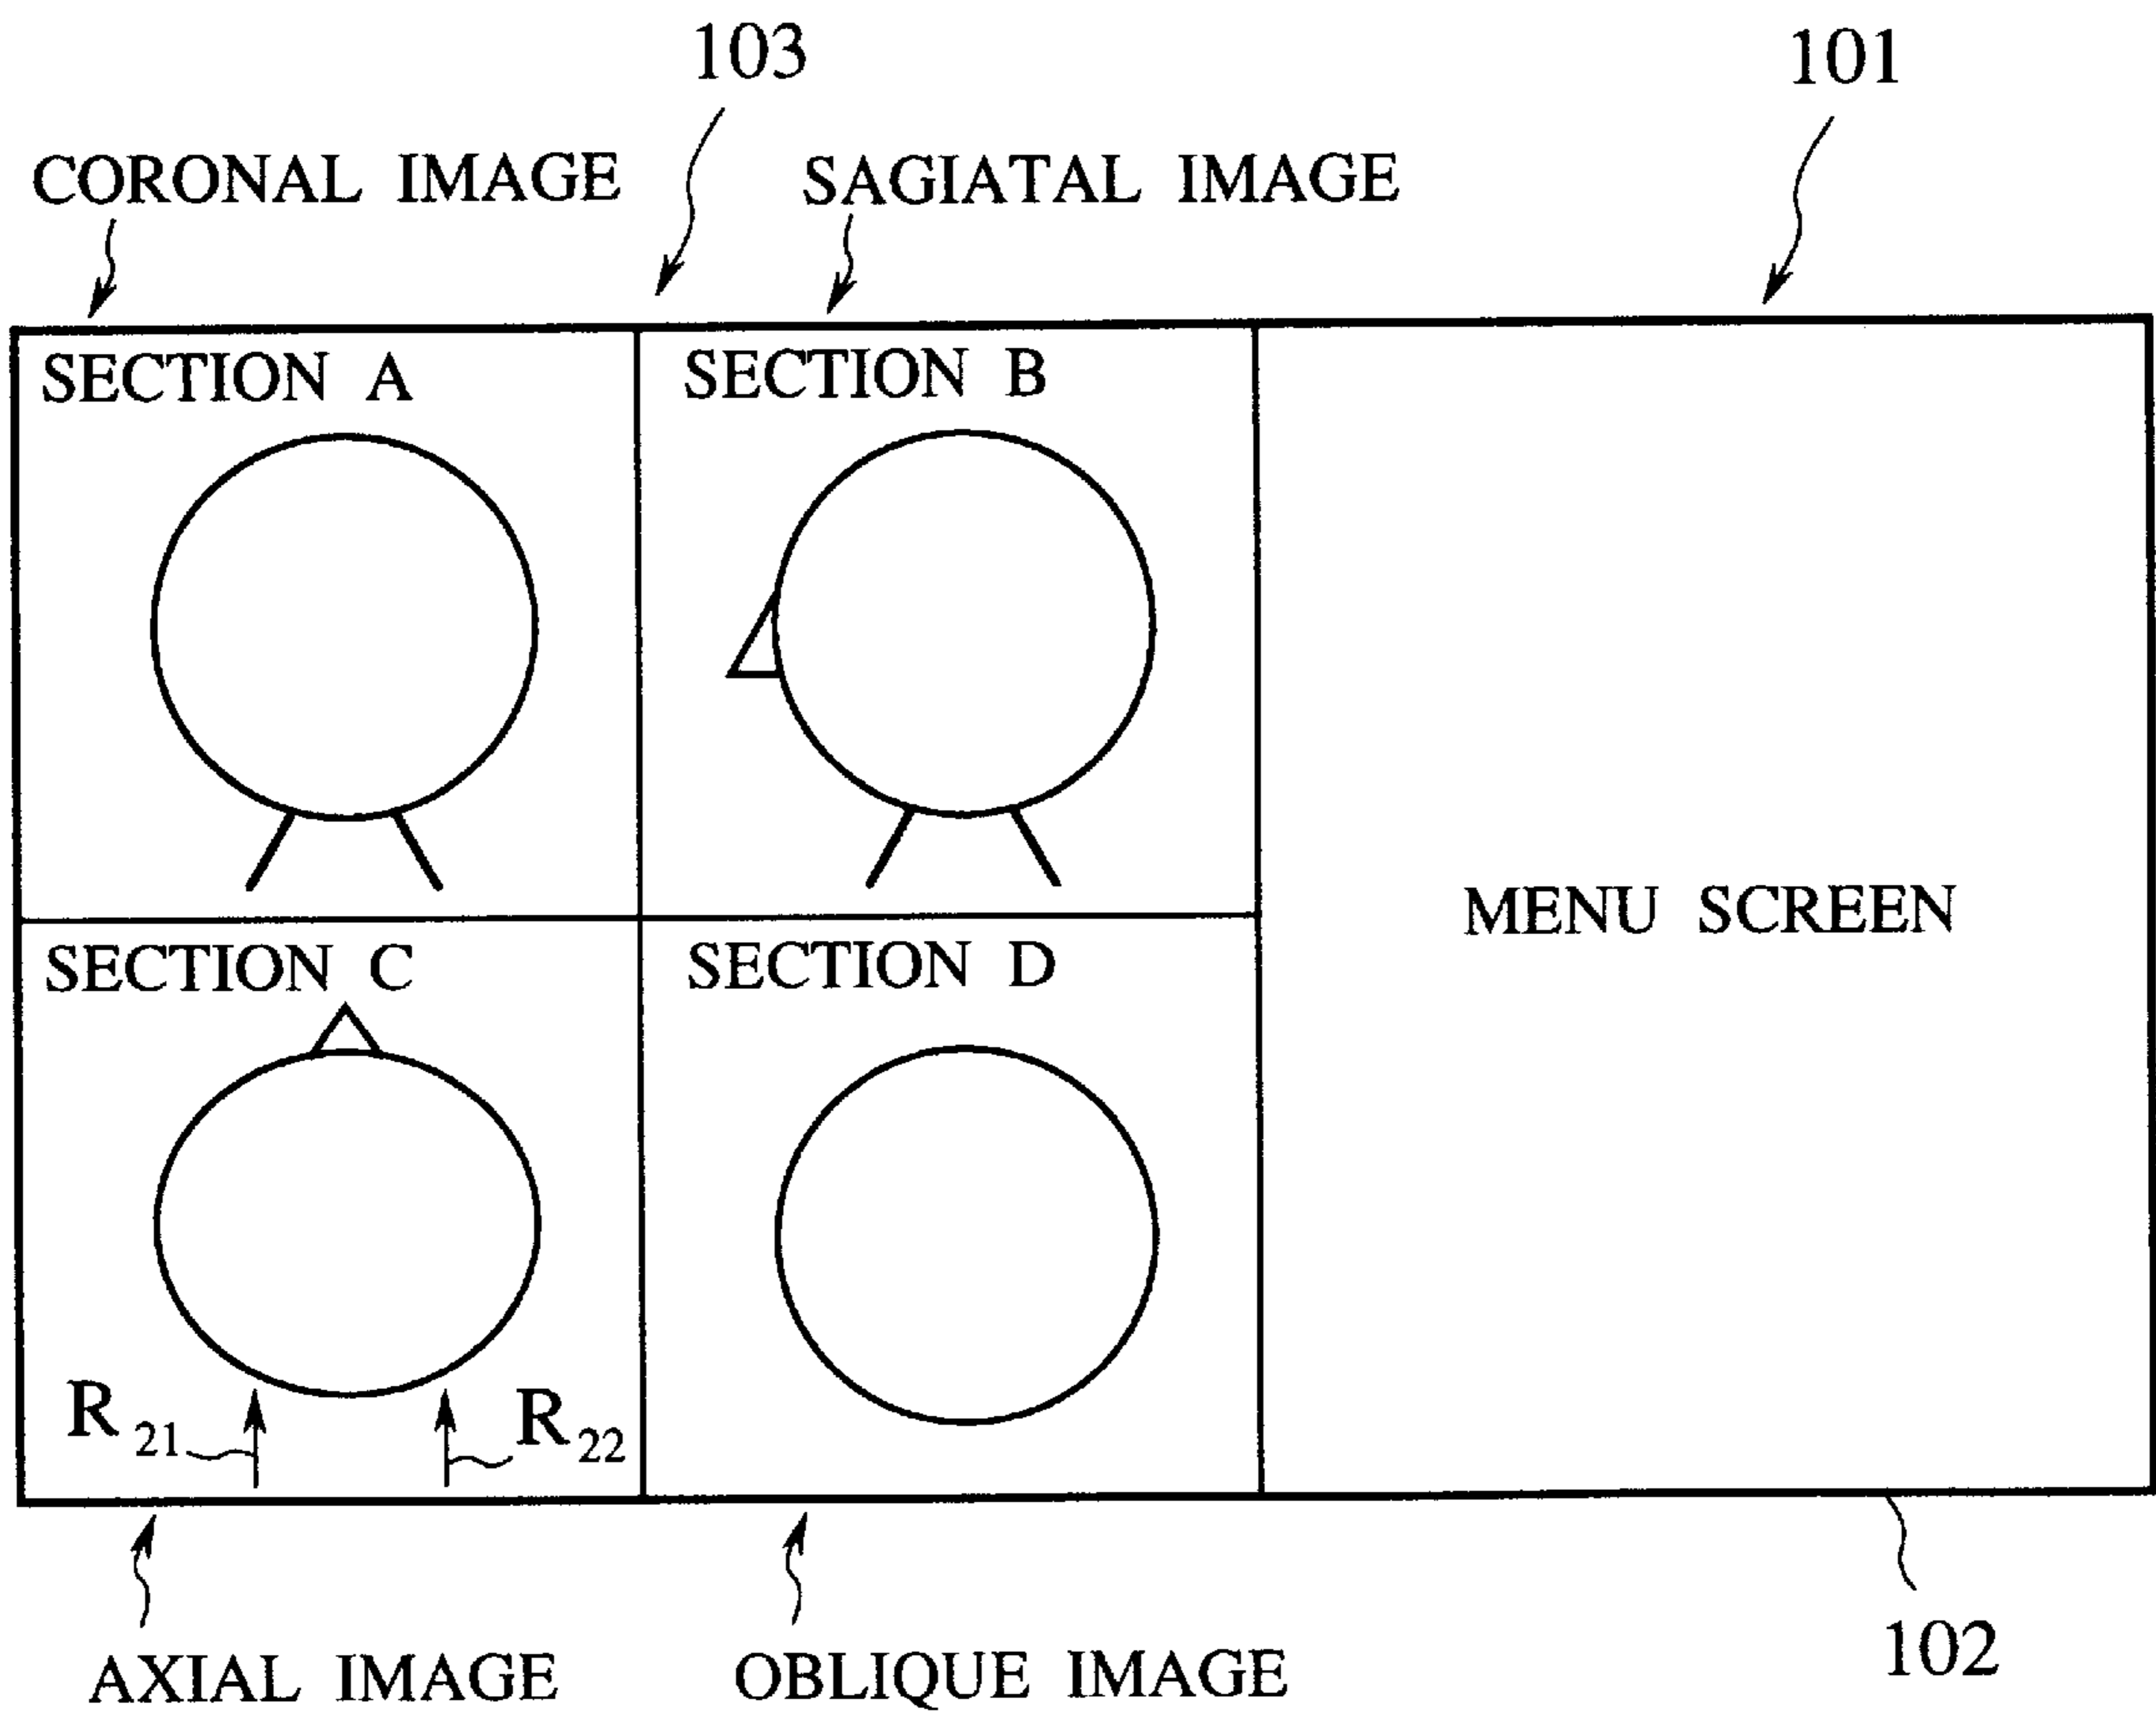 103
101
CORONAL IMAGE
SAGIATAL IMAGE
SECTION A
SECTION B
MENU SCREEN
SECTION C
SECTION D
R21
R22
102
AXIAL IMAGE
OBLIQUE IMAGE